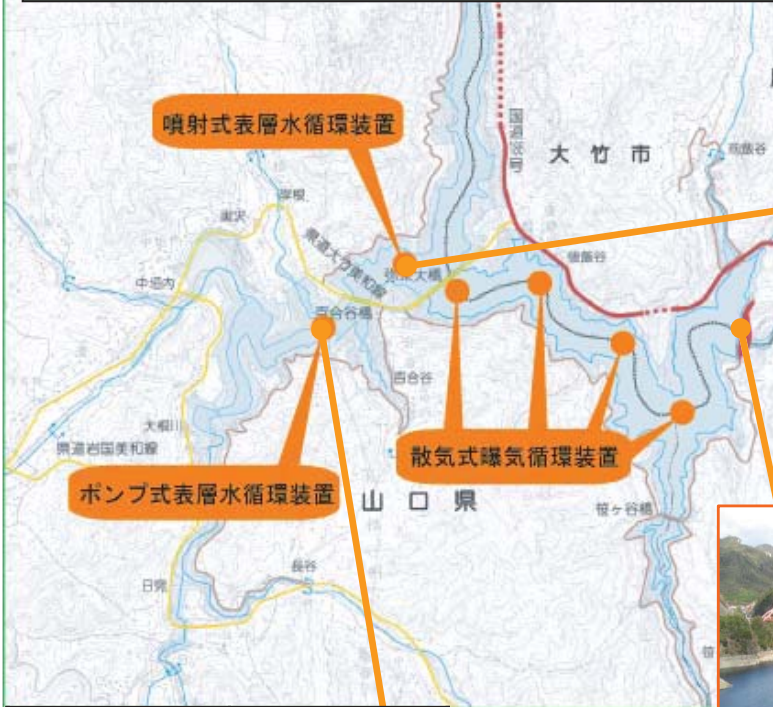 噴射式表層水循環装置
国道186号
大竹市
県道大竹美和線
弥栄大橋
百合谷橋
中垣内
百合谷
大根川
県道岩国美和線
散気式曝気循環装置
ポンプ式表層水循環装置
山口県
笹ヶ谷橋
長谷
日宛
笹